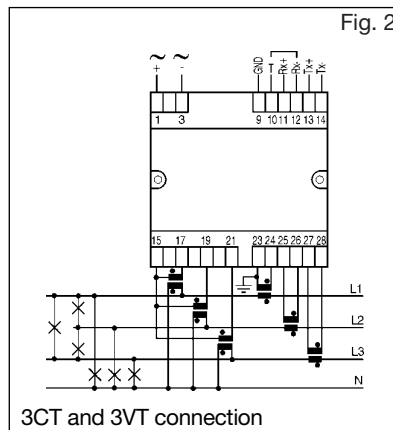 Fig. 2
~ ~
+ -
GND
T
Rx+
Rx-
Tx+
Tx-
1 3 9 10 11 12 13 14
15 17 19 21 23 24 25 26 27 28
L1
L2
L3
N
3CT and 3VT connection